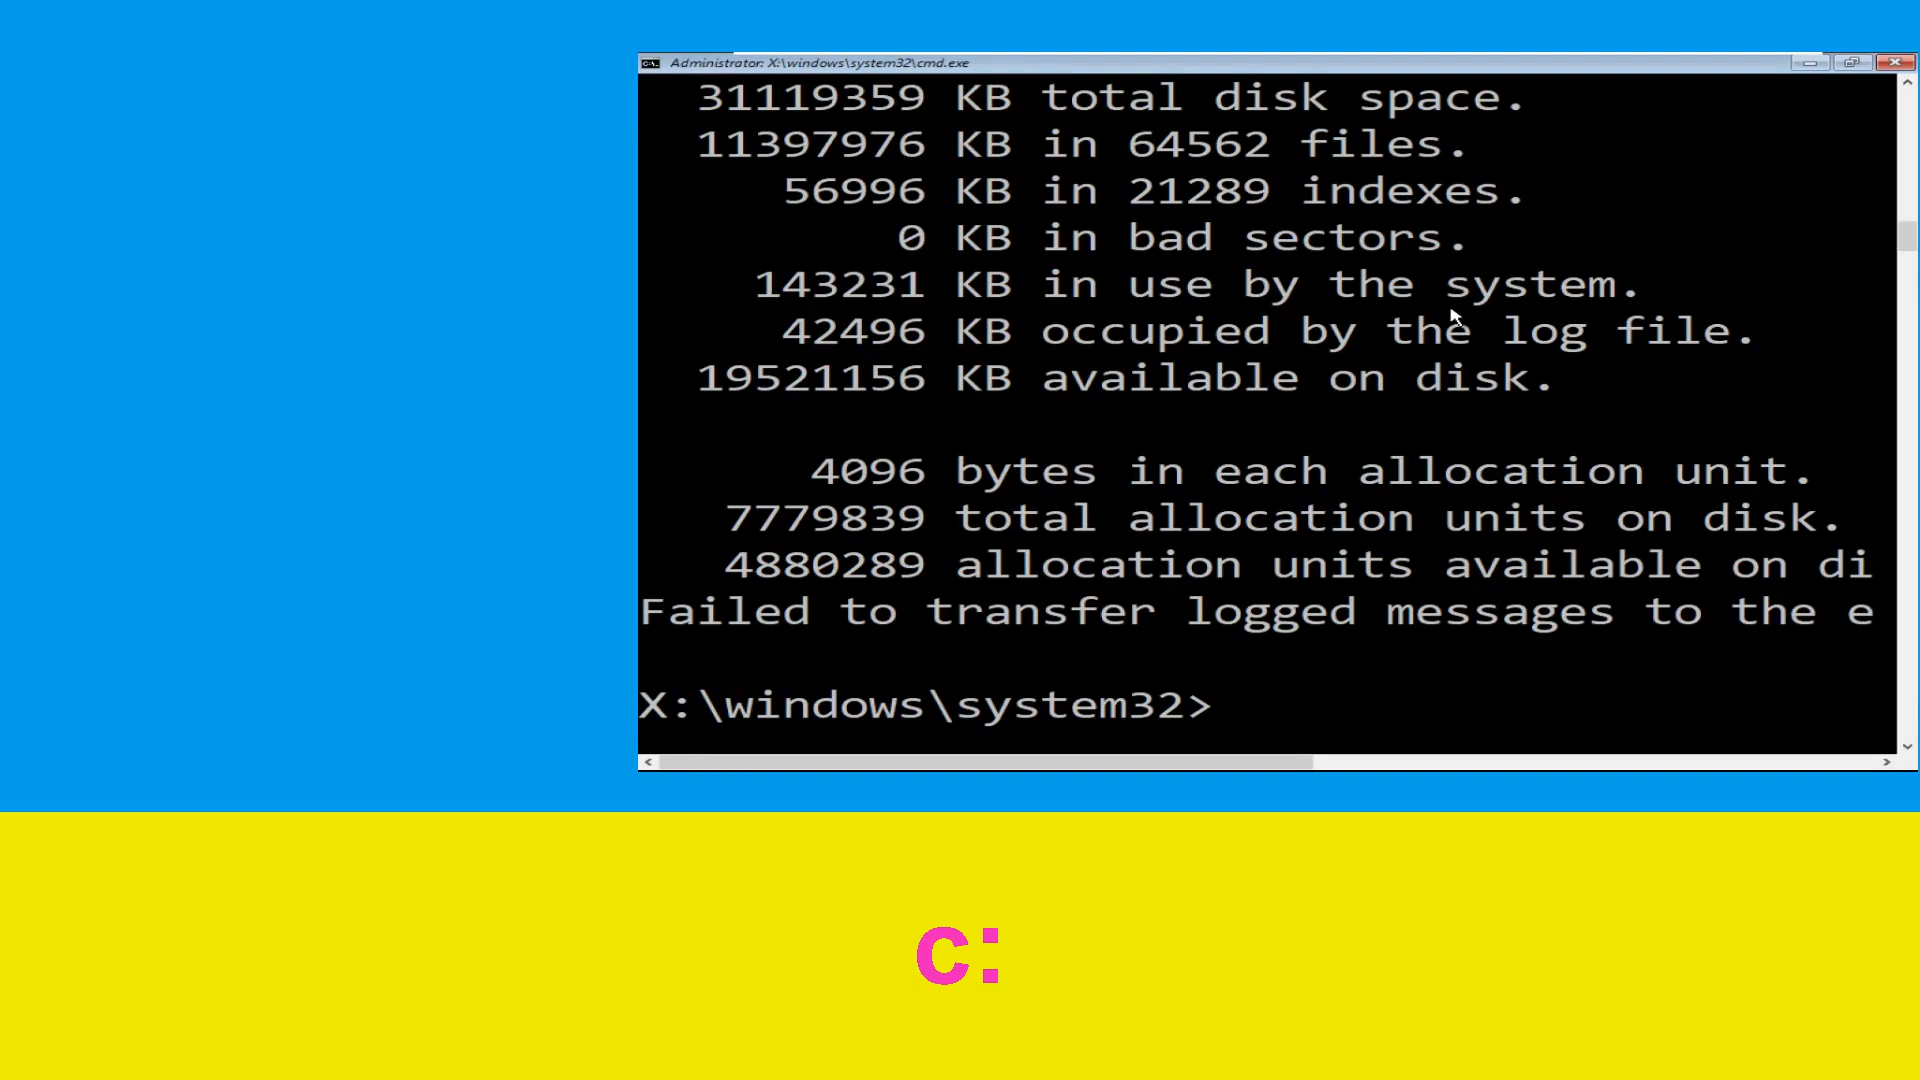 Administrator: X:\windows\system32\cmd.exe
31119359 KB total disk space.
11397976 KB in 64562 files.
56996 KB in 21289 indexes.
0 KB in bad sectors.
143231 KB in use by the system.
42496 KB occupied by the log file.
19521156 KB available on disk.
4096 bytes in each allocation unit.
7779839 total allocation units on disk.
4880289 allocation units available on di
Failed to transfer logged messages to the e
X:\windows\system32>
c: